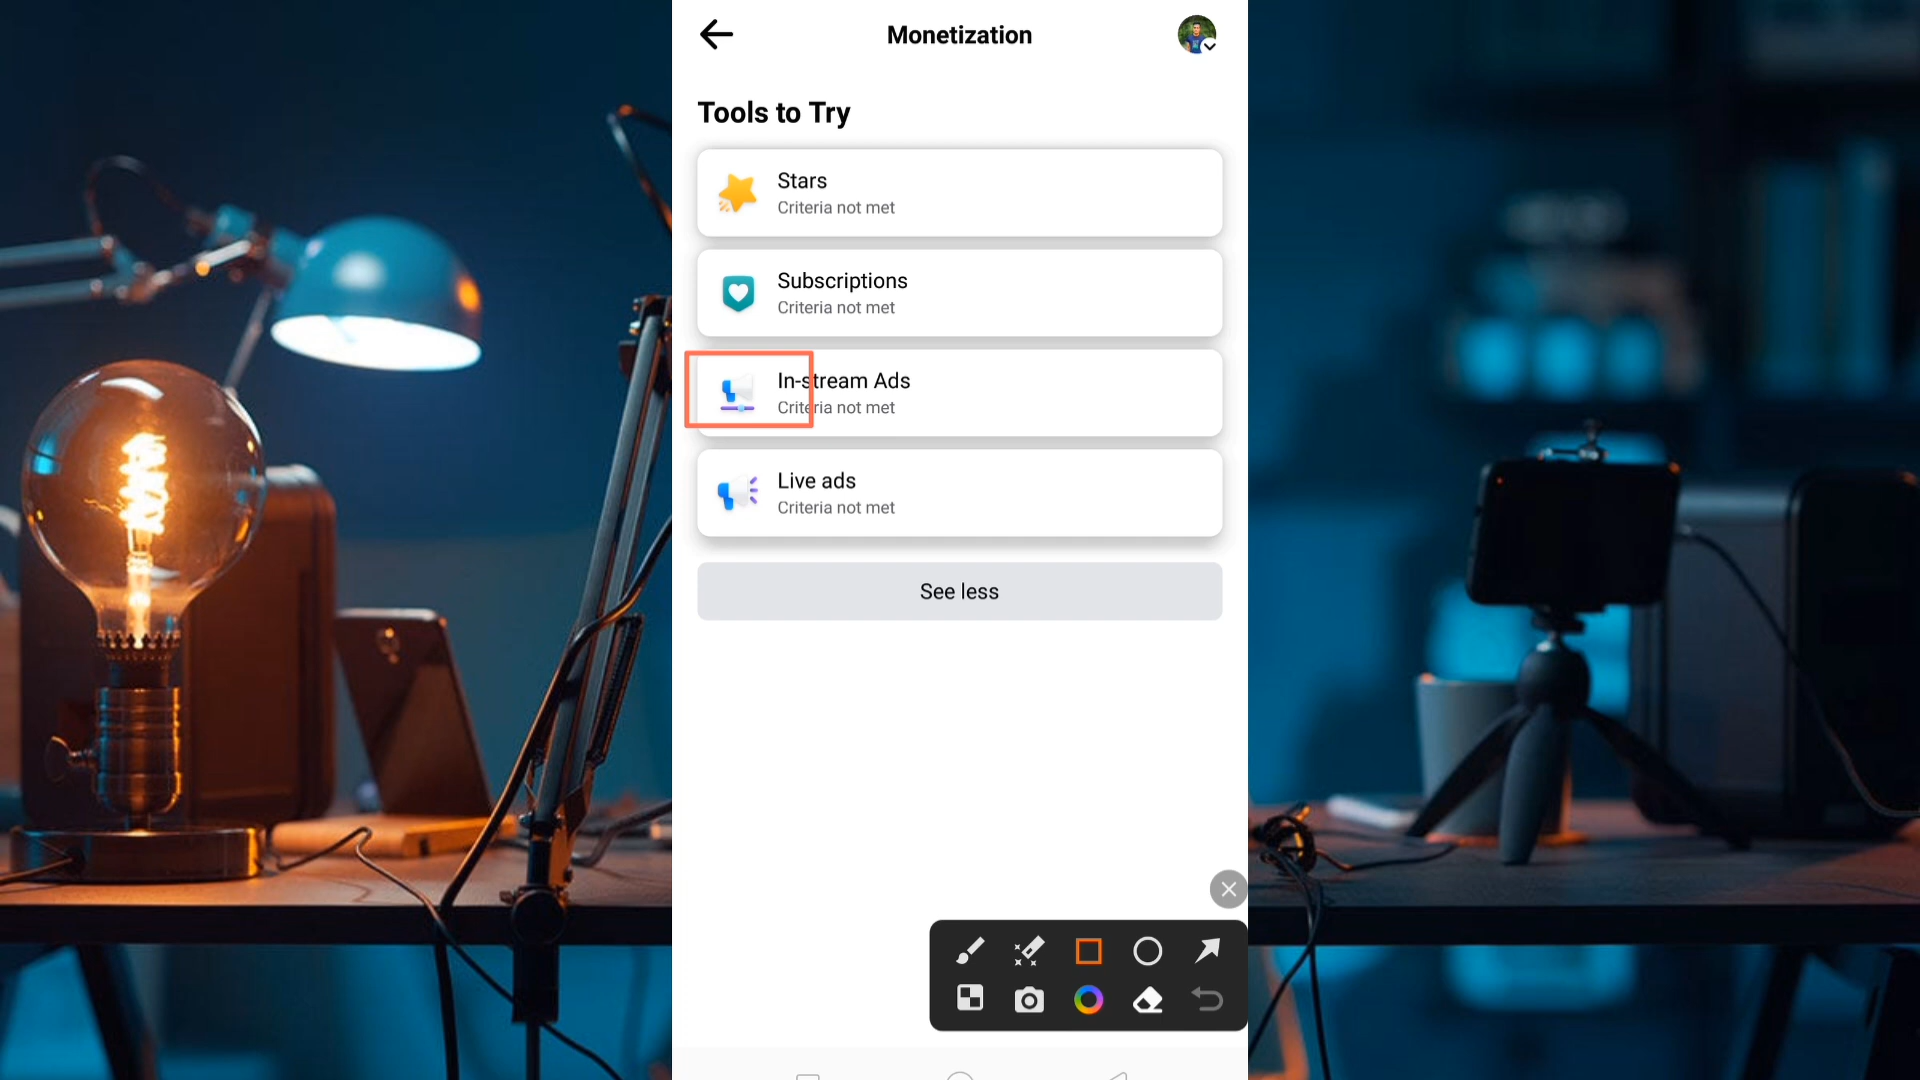 Monetization
Tools to Try
Stars
Criteria not met
Subscriptions
Criteria not met
In-stream Ads
Criteria not met
Live ads
Criteria not met
See less